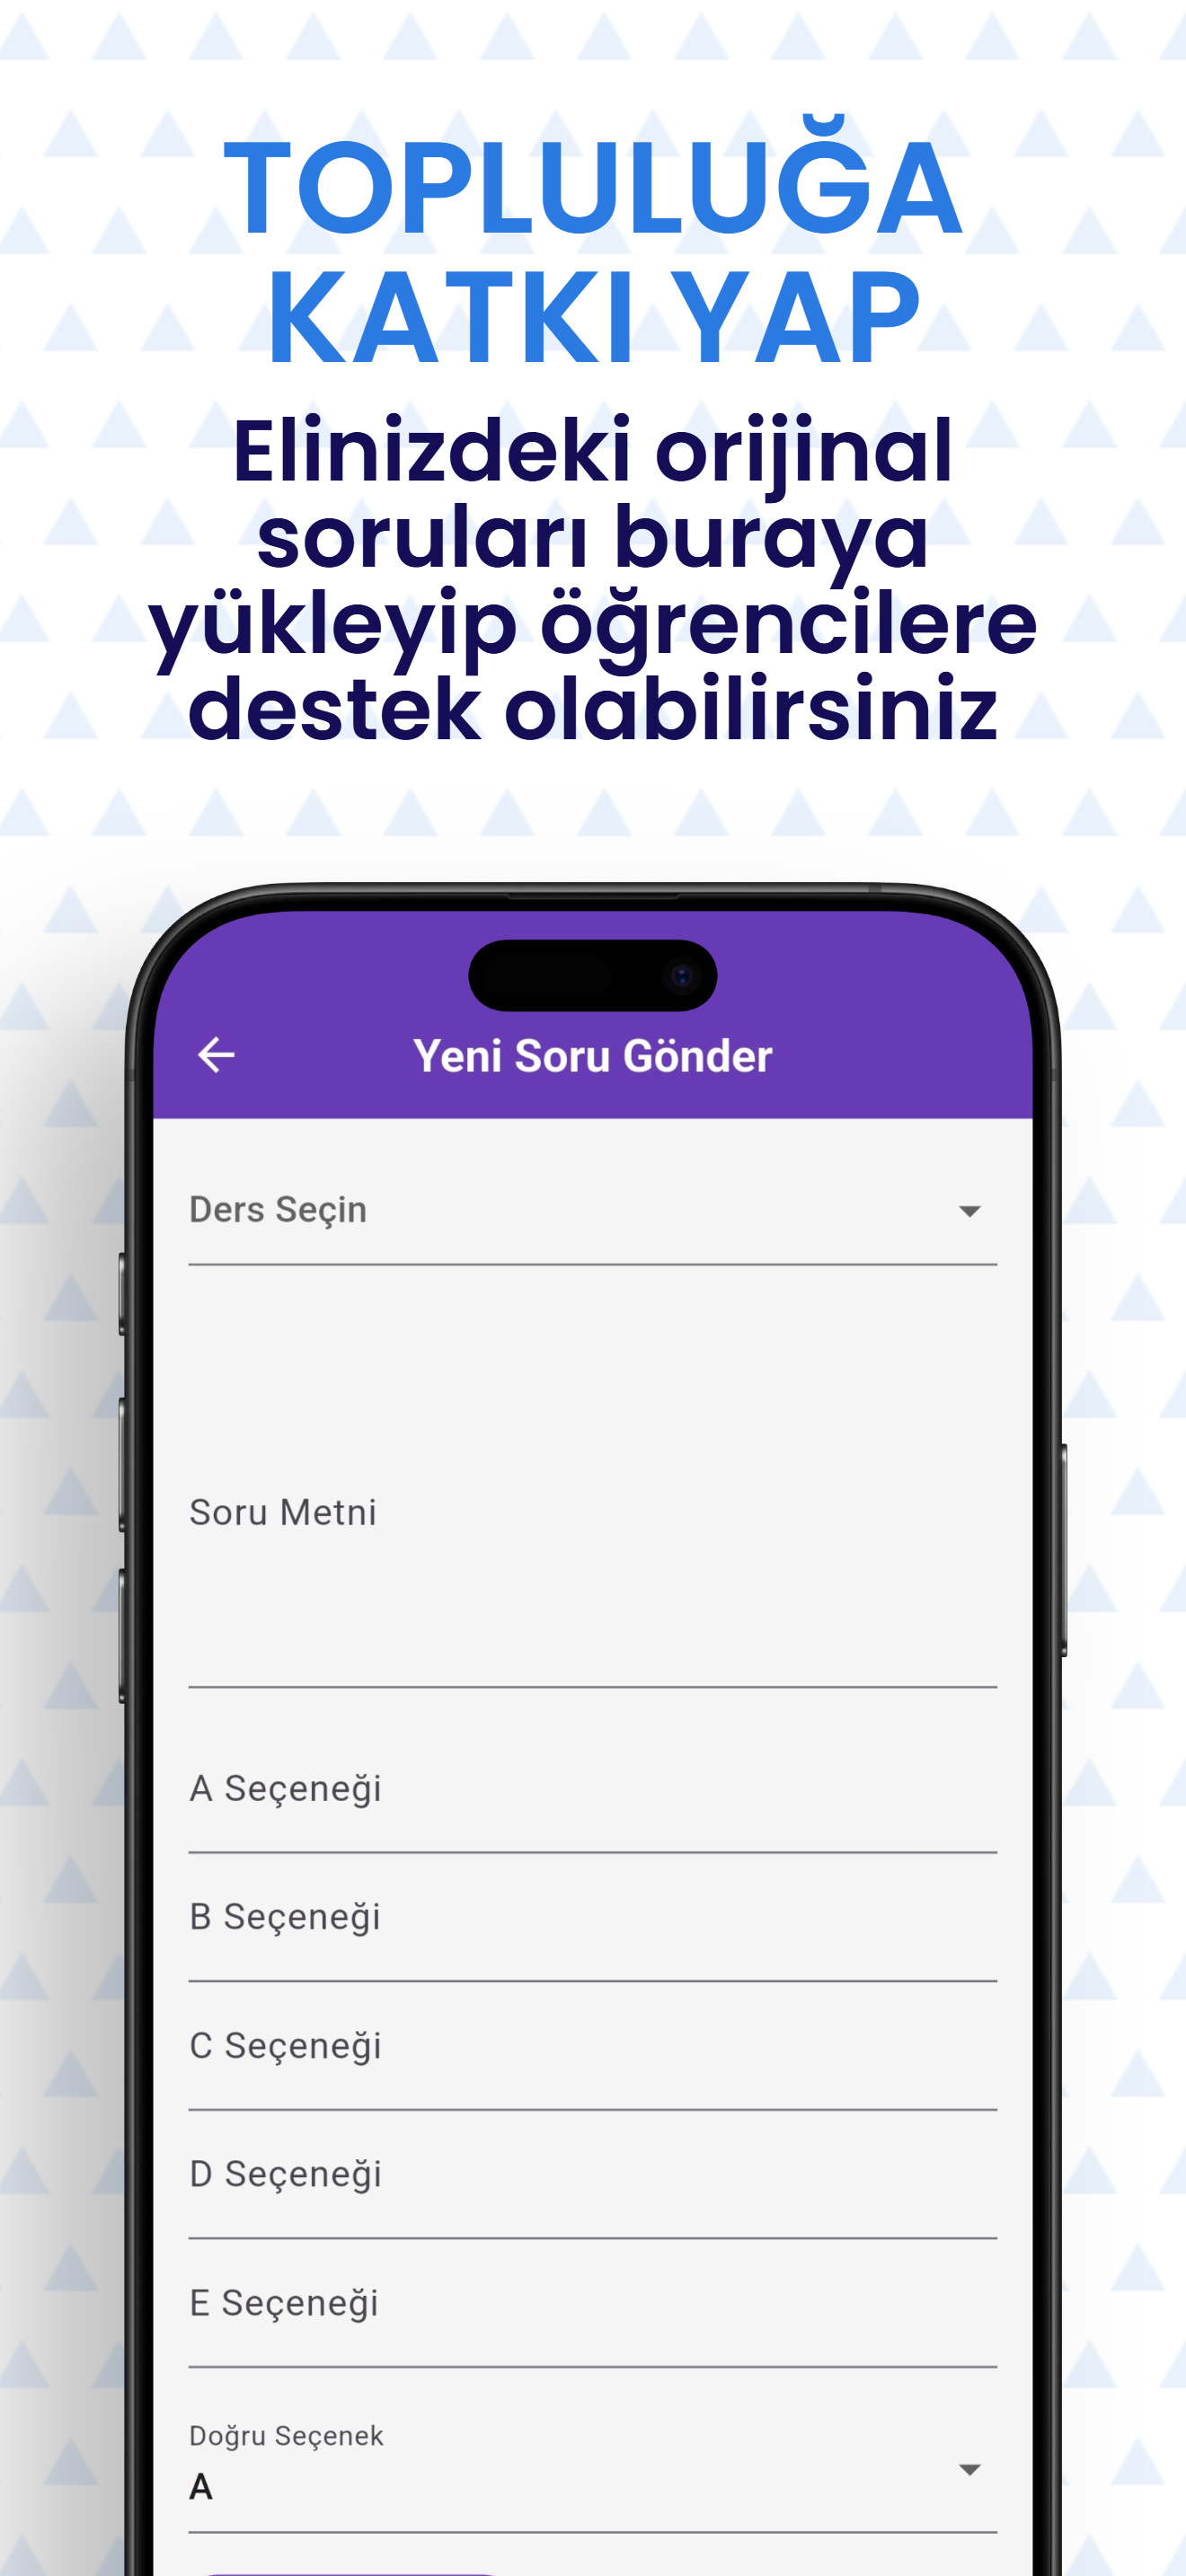 TOPLULUĞA
KATKI YAP
Elinizdeki orijinal
soruları buraya
yükleyip öğrencilere
destek olabilirsiniz
Yeni Soru Gönder
Ders Seçin
Soru Metni
A Seçeneği
B Seçeneği
C Seçeneği
D Seçeneği
E Seçeneği
Doğru Seçenek
A